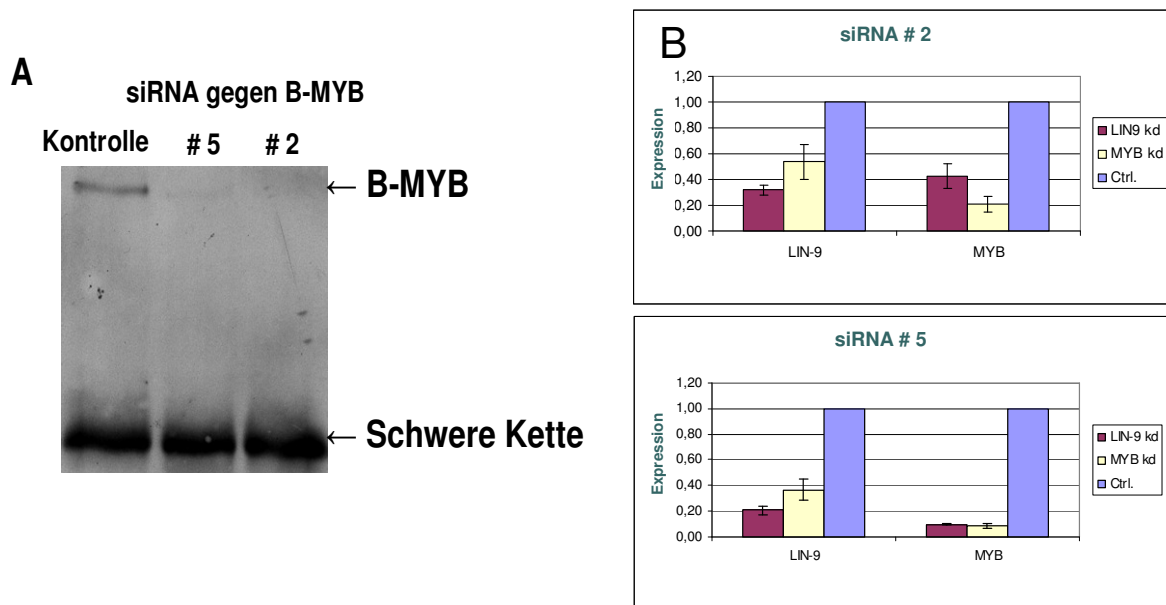 A
siRNA gegen B-MYB
Kontrolle # 5 # 2
← B-MYB
← Schwere Kette
B
siRNA # 2
Expression
1,20
1,00
0,80
0,60
0,40
0,20
0,00
LIN-9 MYB
LIN9 kd
MYB kd
Ctrl.
siRNA # 5
Expression
1,20
1,00
0,80
0,60
0,40
0,20
0,00
LIN-9 MYB
LIN-9 kd
MYB kd
Ctrl.